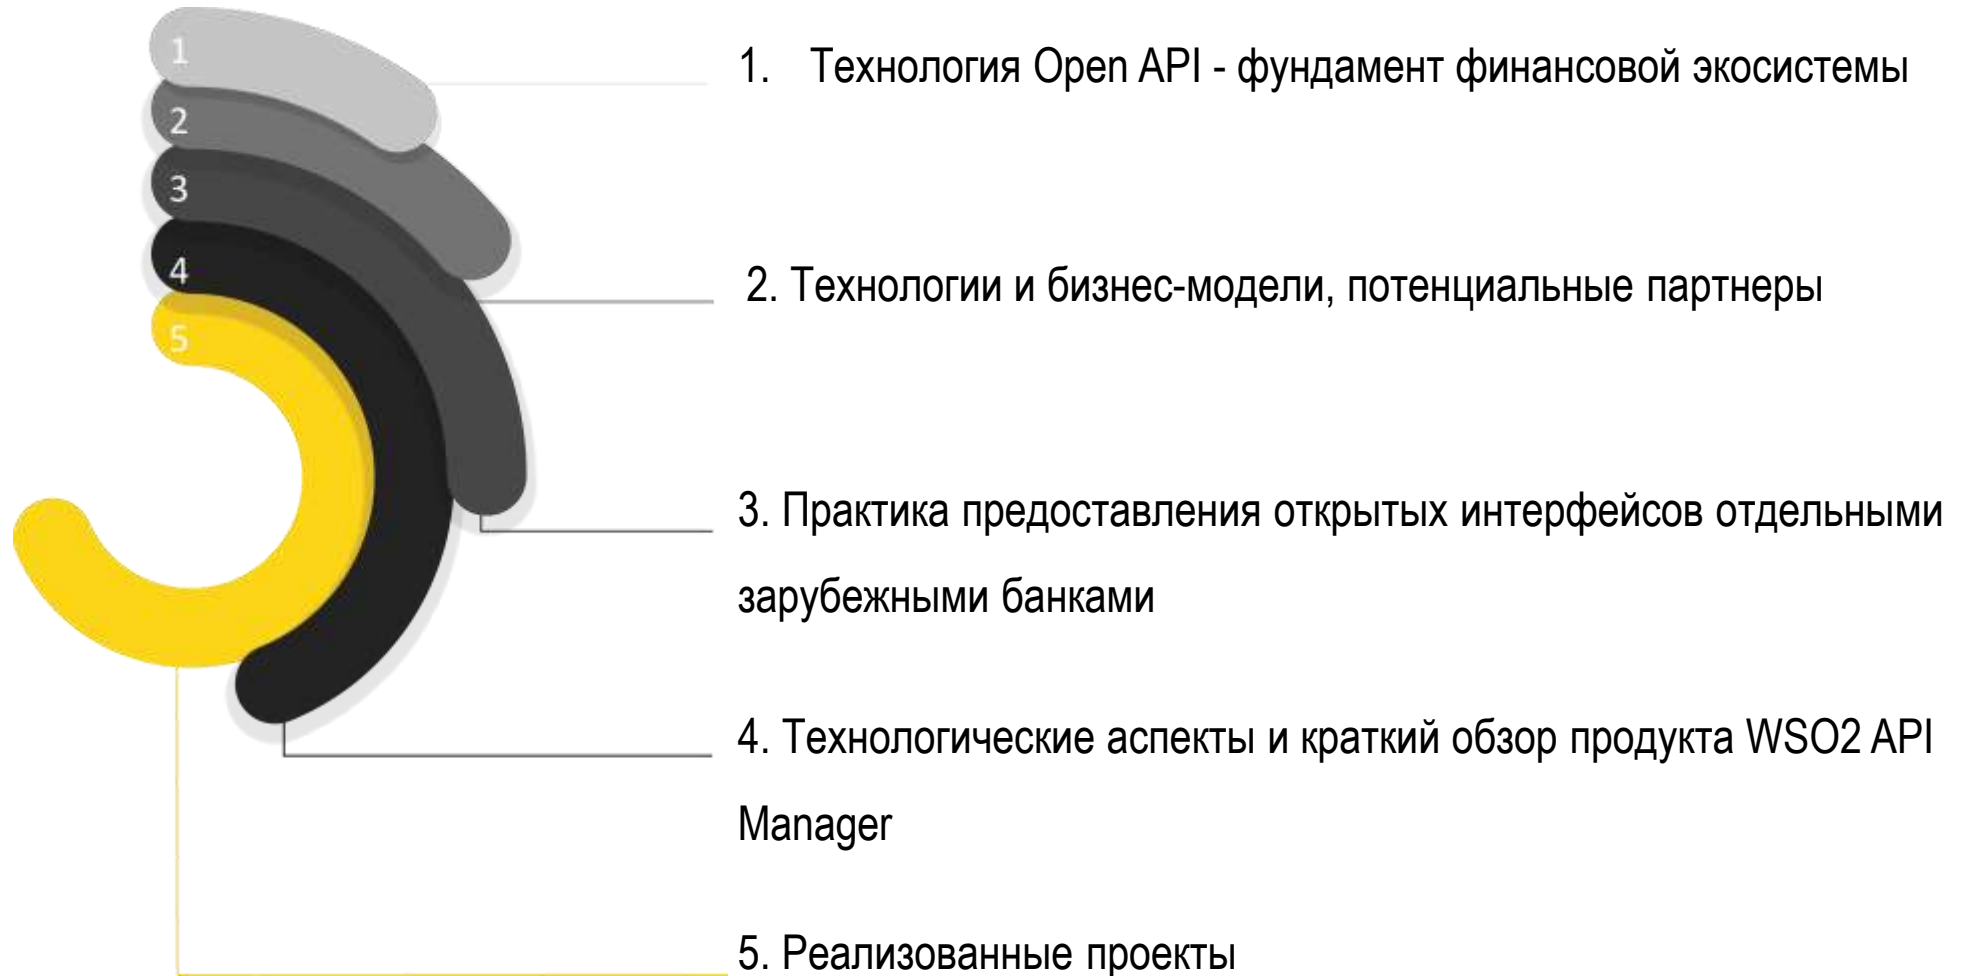 1
2
3
4
5
1. Технология Open API - фундамент финансовой экосистемы
2. Технологии и бизнес-модели, потенциальные партнеры
3. Практика предоставления открытых интерфейсов отдельными
зарубежными банками
4. Технологические аспекты и краткий обзор продукта WSO2 API
Manager
5. Реализованные проекты